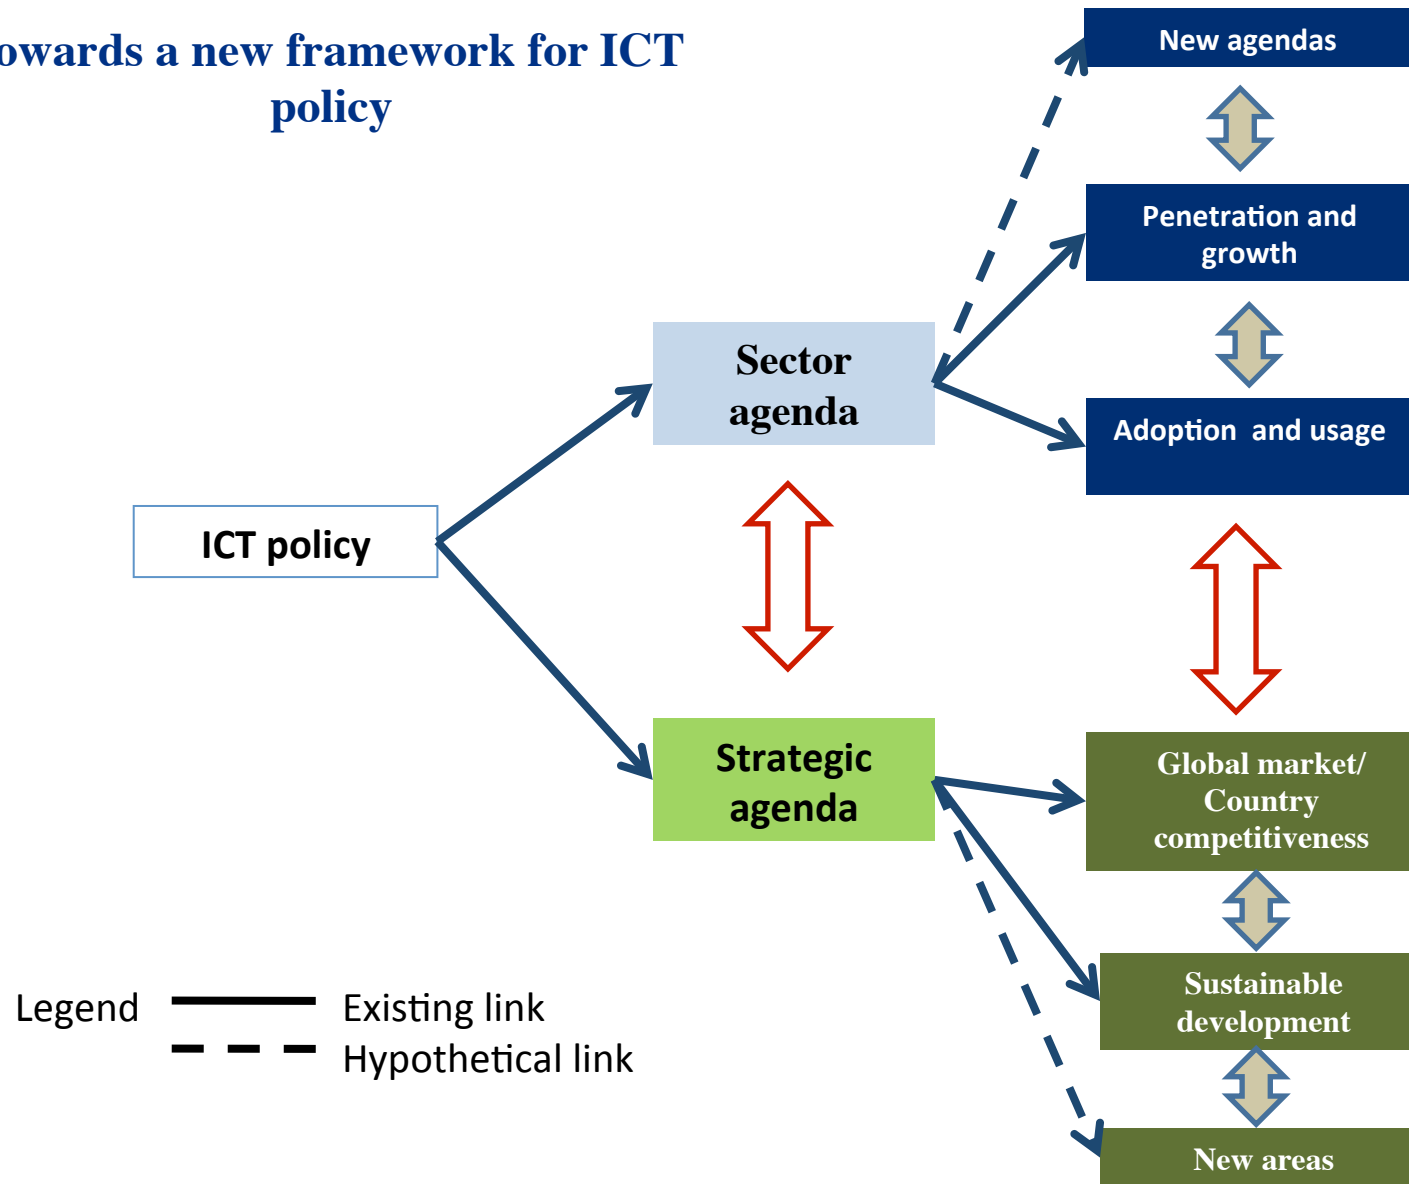 owards a new framework for ICT
policy
New agendas
Penetration and
growth
Sector
agenda
Adoption and usage
ICT policy
Strategic
agenda
Global market/
Country
competitiveness
Sustainable
development
New areas
Legend
Existing link
Hypothetical link